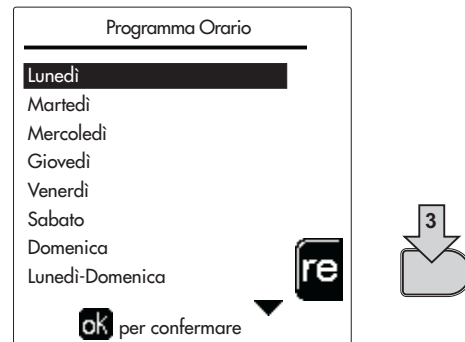 Programma Orario
Lunedì
Martedì
Mercoledì
Giovedì
Venerdì
Sabato
Domenica
Lunedì-Domenica
re
3
ok per confermare